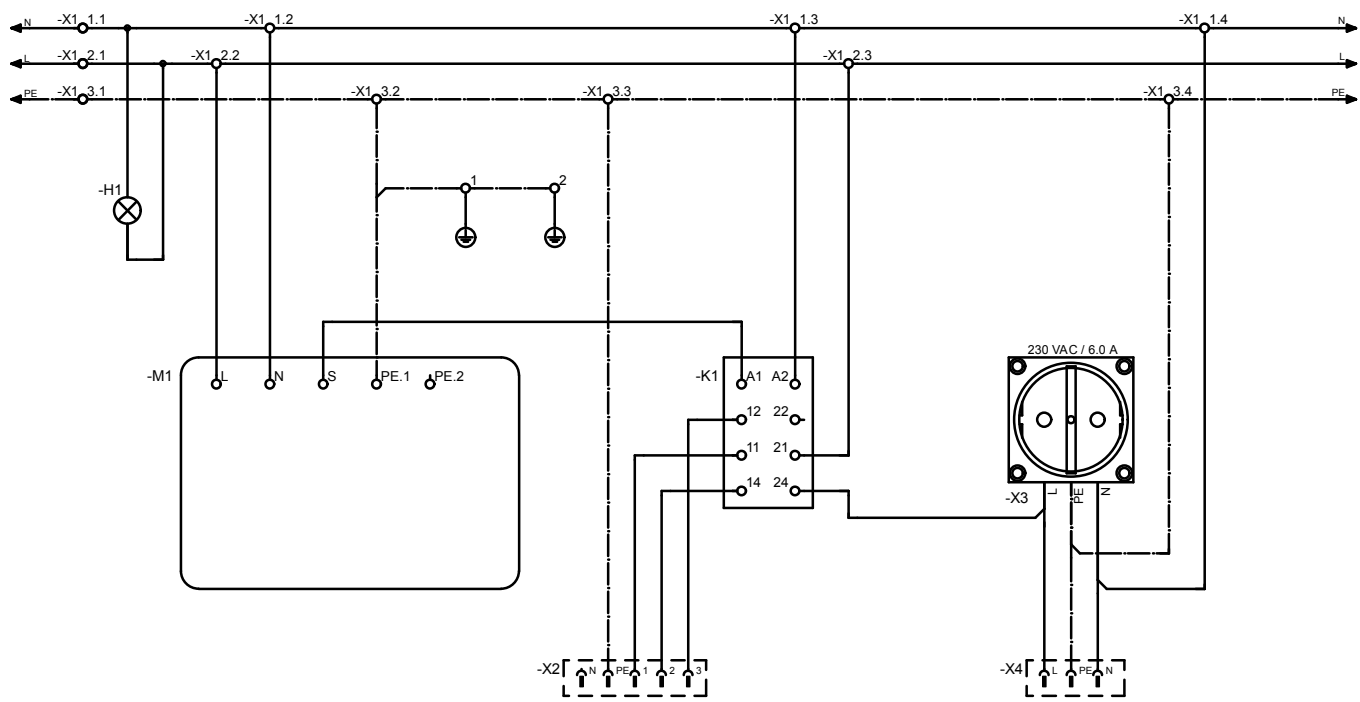 N -X1 1.1 -X1 1.2 -X1 1.3 -X1 1.4 N
L -X1 2.1 -X1 2.2 -X1 2.3 L
PE -X1 3.1 -X1 3.2 -X1 3.3 -X1 3.4 PE
-H1 1 2
230 VAC / 6.0 A
-M1 L N S PE.1 PE.2 -K1 A1 A2
12 22
11 21
14 24
-X3 L PE N
-X2 N PE 1 2 3 -X4 L PE N